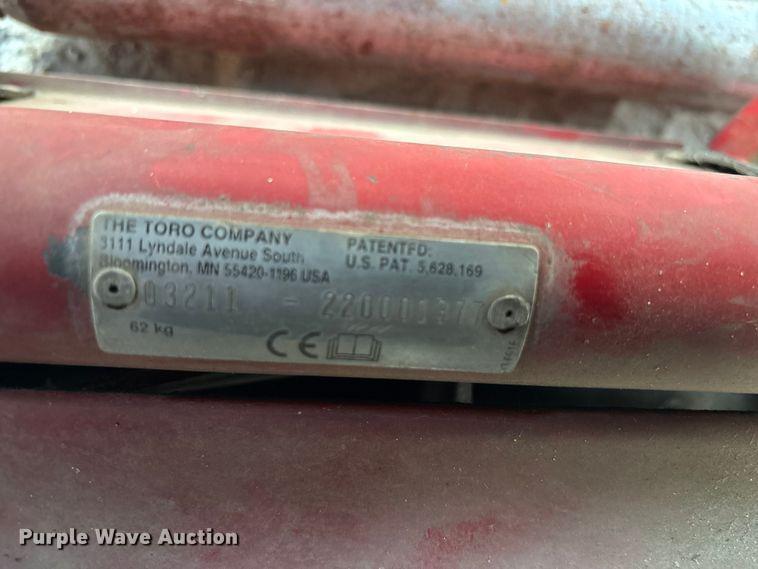 THE TORO COMPANY
3111 Lyndale Avenue South
Bloomington, MN 55420-1196 USA
PATENTED:
U.S. PAT. 5,628,169
03211 - 220001377
62 kg
CE
Purple Wave Auction®